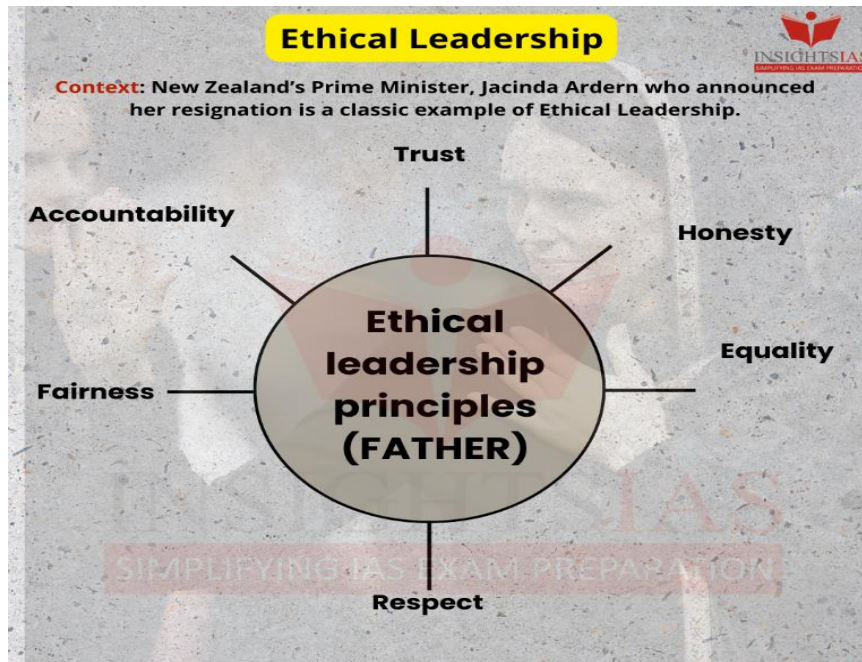 Ethical Leadership
INSIGHTSIAS
SIMPLIFYING IAS EXAM PREPARATION
Context: New Zealand's Prime Minister, Jacinda Ardern who announced
her resignation is a classic example of Ethical Leadership.
Trust
Accountability
Honesty
Ethical
leadership
principles
(FATHER)
Equality
Fairness
INSIGHTSIAS
SIMPLIFYING IAS EXAM PREPARATION
Respect